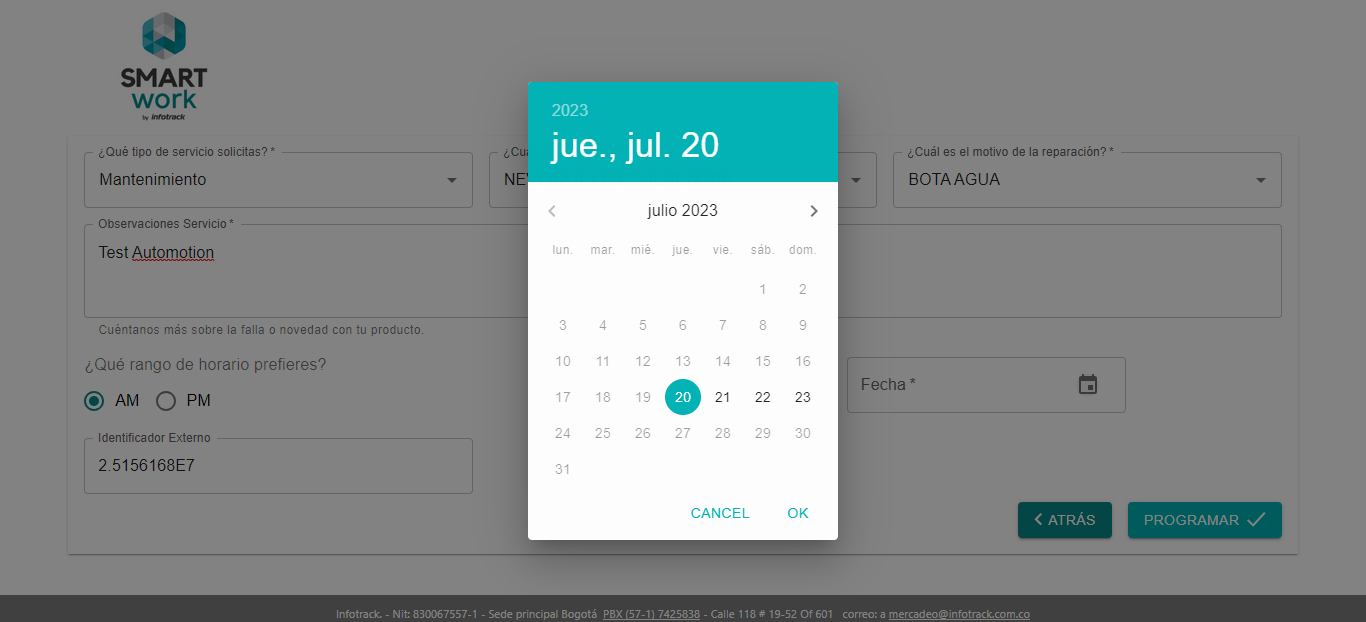 SMART
work
by infotrack
2023
jue., jul. 20
¿Qué tipo de servicio solicitas? *
Mantenimiento
¿Cuál es el motivo de la reparación? *
BOTA AGUA
julio 2023
lun. mar. mié. jue. vie. sáb. dom.
1 2
3 4 5 6 7 8 9
10 11 12 13 14 15 16
17 18 19 20 21 22 23
24 25 26 27 28 29 30
31
CANCEL OK
Observaciones Servicio *
Test Automotion
Cuéntanos más sobre la falla o novedad con tu producto.
¿Qué rango de horario prefieres?
AM PM
Fecha *
Identificador Externo
2.5156168E7
ATRÁS PROGRAMAR
Infotrack. - Nit: 830067557-1 - Sede principal Bogotá PBX (57-1) 7425838 - Calle 118 # 19-52 Of 601 correo: a mercadeo@infotrack.com.co